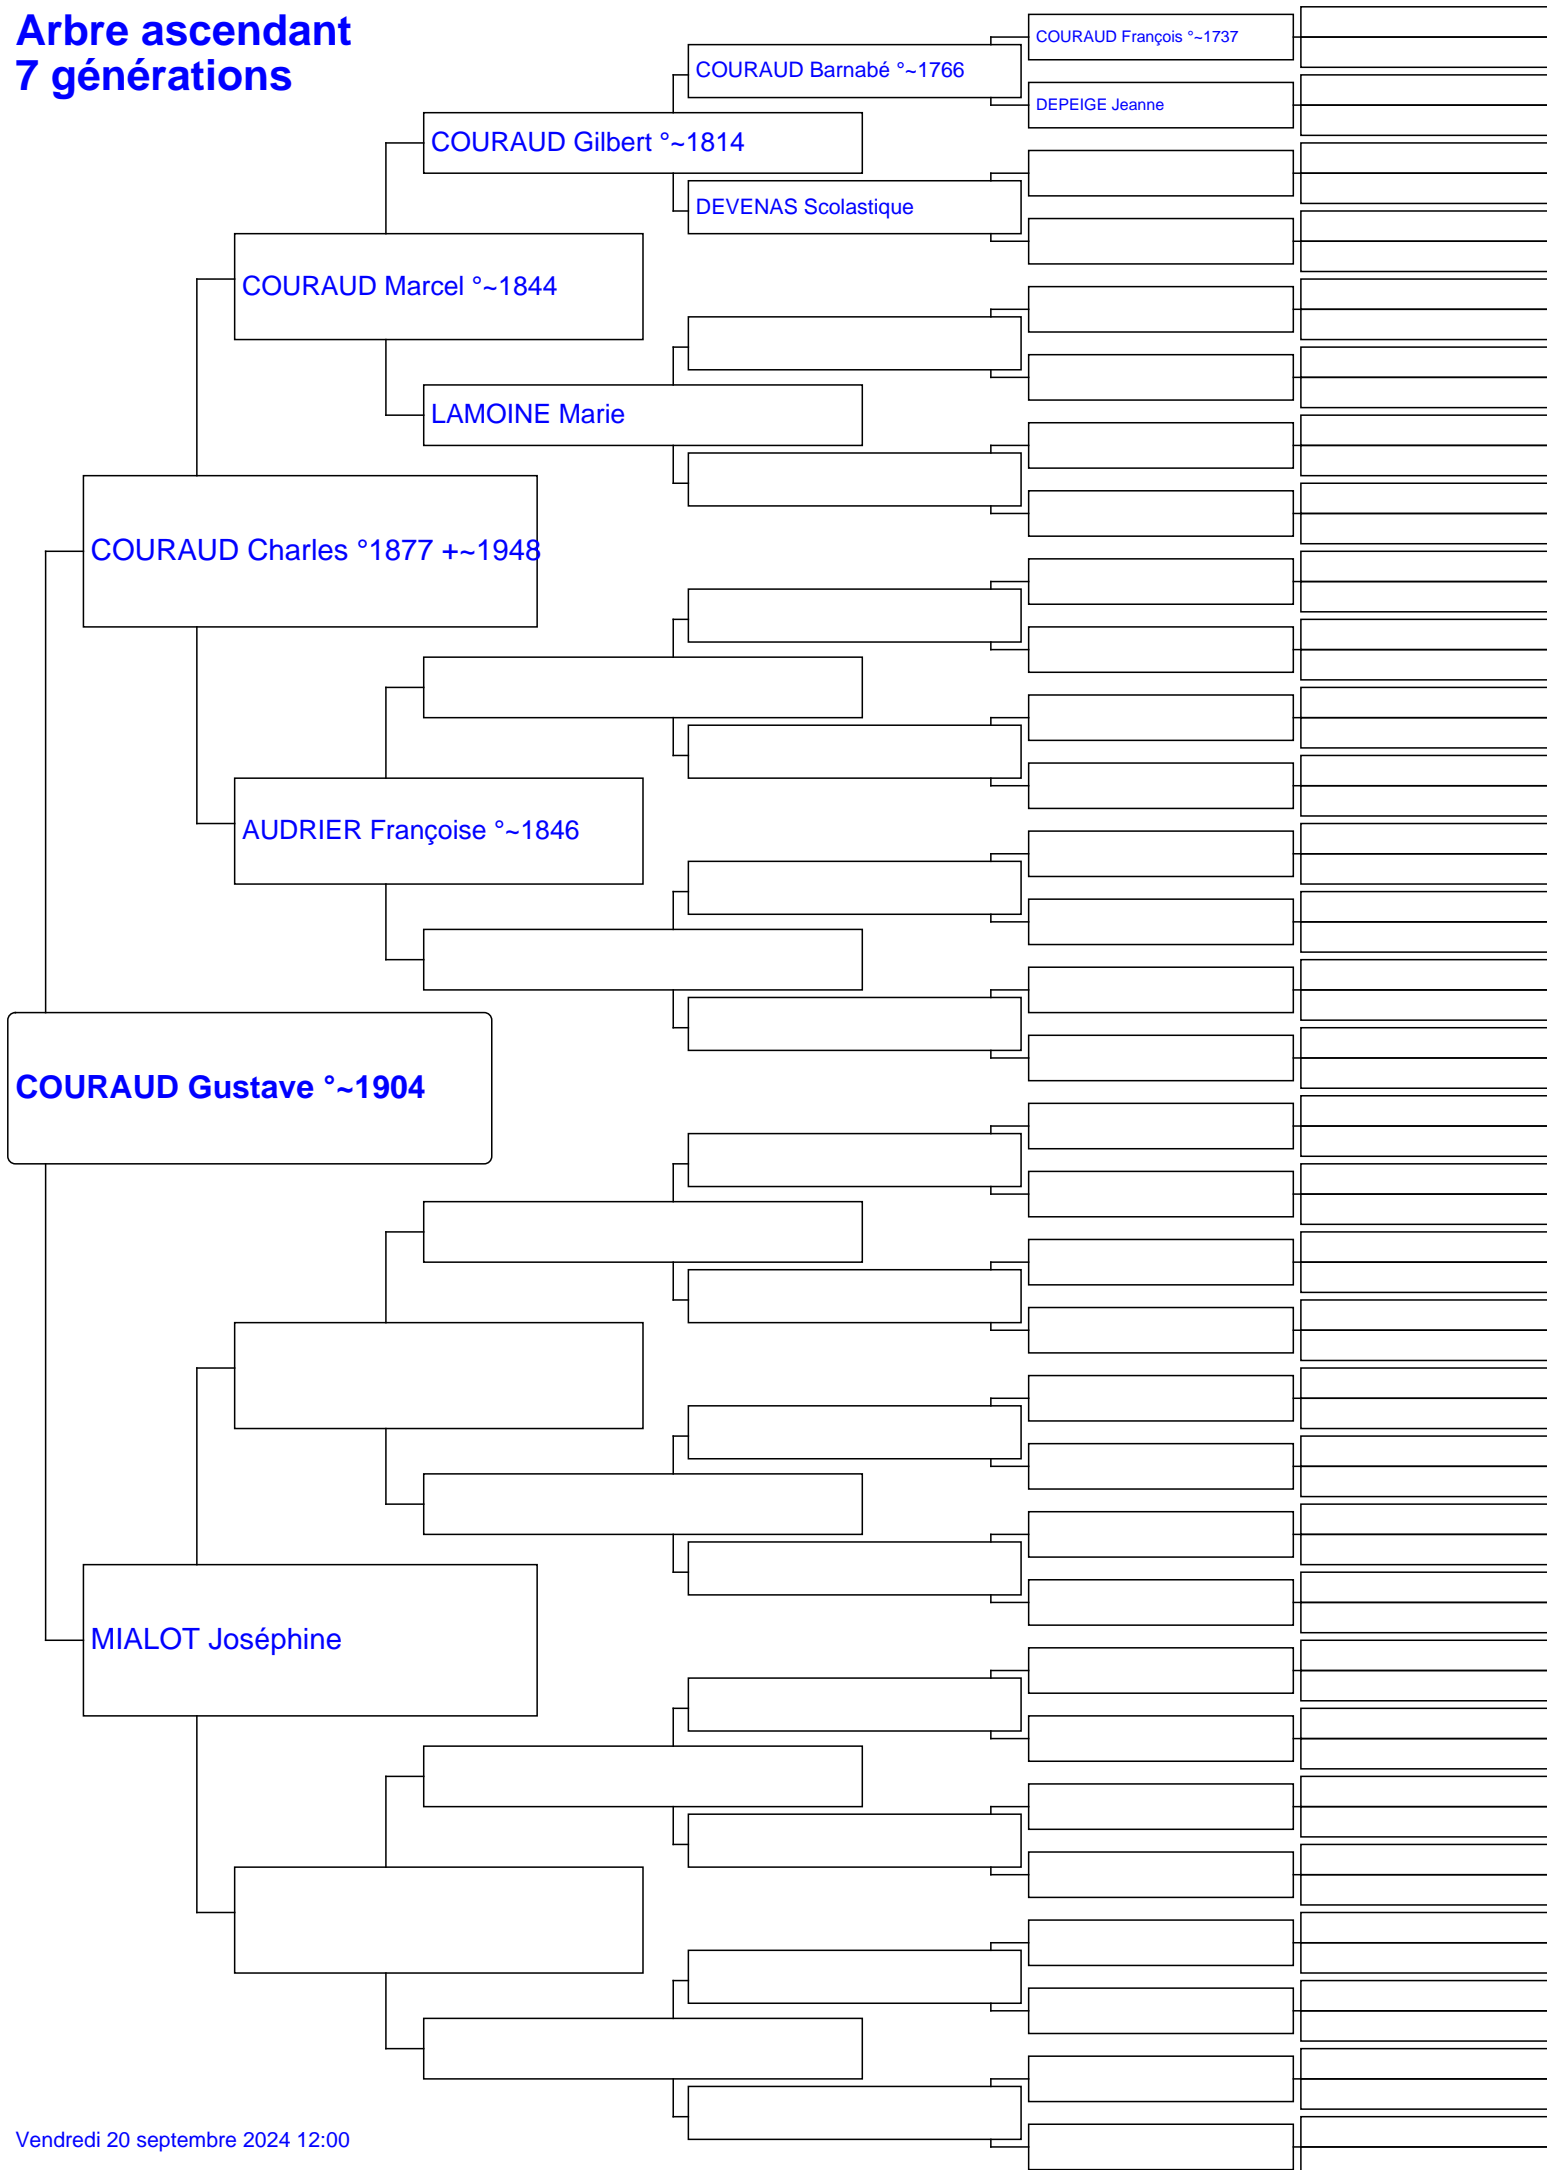 Arbre ascendant
7 générations
COURAUD François °~1737
COURAUD Barnabé °~1766
DEPEIGE Jeanne
COURAUD Gilbert °~1814
DEVENAS Scolastique
COURAUD Marcel °~1844
LAMOINE Marie
COURAUD Charles °1877 +~1948
AUDRIER Françoise °~1846
COURAUD Gustave °~1904
MIALOT Joséphine
Vendredi 20 septembre 2024 12:00